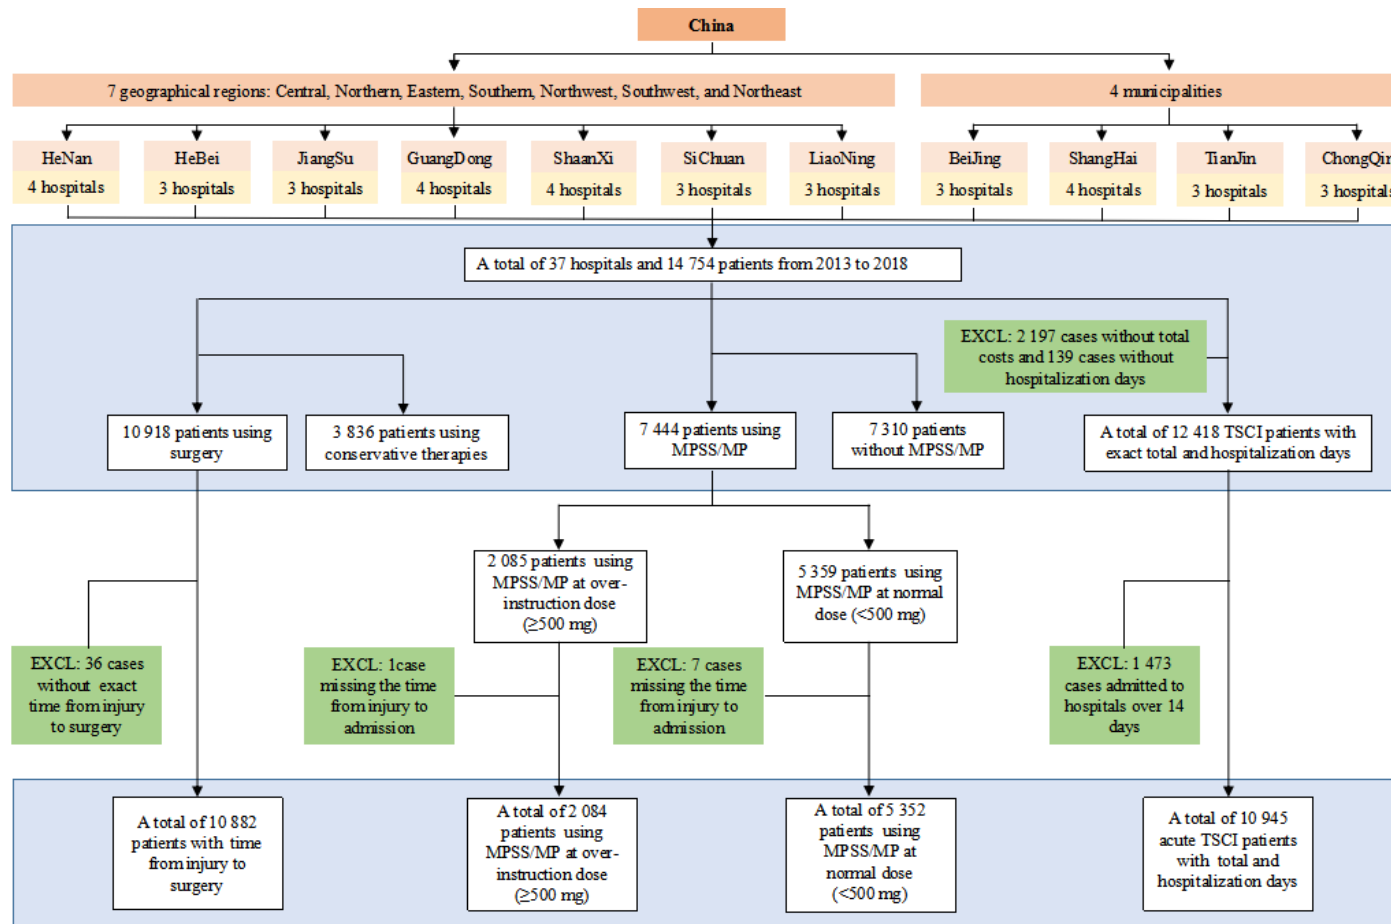 China
7 geographical regions: Central, Northern, Eastern, Southern, Northwest, Southwest, and Northeast
4 municipalities
HeNan
HeBei
JiangSu
GuangDong
ShaanXi
SiChuan
LiaoNing
BeiJing
ShangHai
TianJin
ChongQin
4 hospitals
3 hospitals
3 hospitals
4 hospitals
4 hospitals
3 hospitals
3 hospitals
3 hospitals
4 hospitals
3 hospitals
3 hospitals
A total of 37 hospitals and 14 754 patients from 2013 to 2018
EXCL: 2 197 cases without total
costs and 139 cases without
hospitalization days
10 918 patients using
surgery
3 836 patients using
conservative therapies
7 444 patients using
MPSS/MP
7 310 patients
without MPSS/MP
A total of 12 418 TSCI patients with
exact total and hospitalization days
2 085 patients using
MPSS/MP at over-
instruction dose
(≥500 mg)
5 359 patients using
MPSS/MP at normal
dose (<500 mg)
EXCL: 36 cases
without exact
time from injury
to surgery
EXCL: 1case
missing the time
from injury to
admission
EXCL: 7 cases
missing the time
from injury to
admission
EXCL: 1 473
cases admitted to
hospitals over 14
days
A total of 10 882
patients with time
from injury to
surgery
A total of 2 084
patients using
MPSS/MP at over-
instruction dose
(≥500 mg)
A total of 5 352
patients using
MPSS/MP at
normal dose
(<500 mg)
A total of 10 945
acute TSCI patients
with total and
hospitalization days